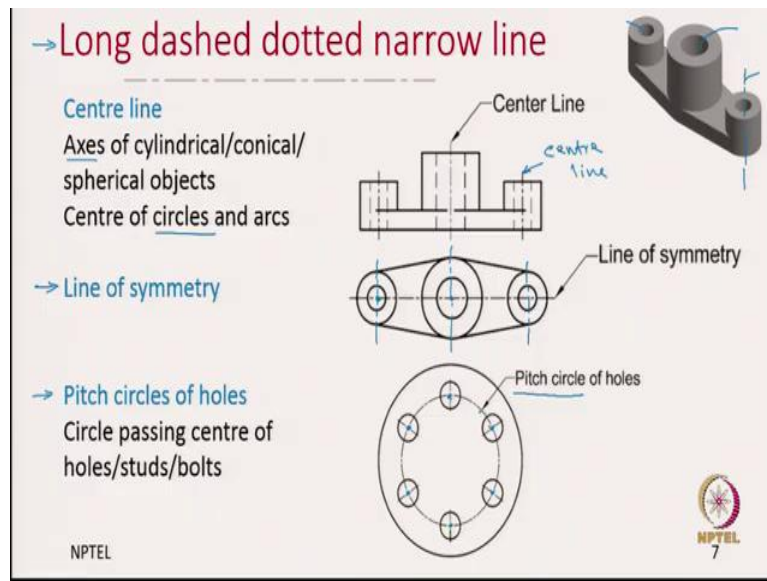 Long dashed dotted narrow line
Centre line
Axes of cylindrical/conical/
spherical objects
Centre of circles and arcs
Line of symmetry
Pitch circles of holes
Circle passing centre of
holes/studs/bolts
Center Line
centre
line
Line of symmetry
Pitch circle of holes
NPTEL
NPTEL
7